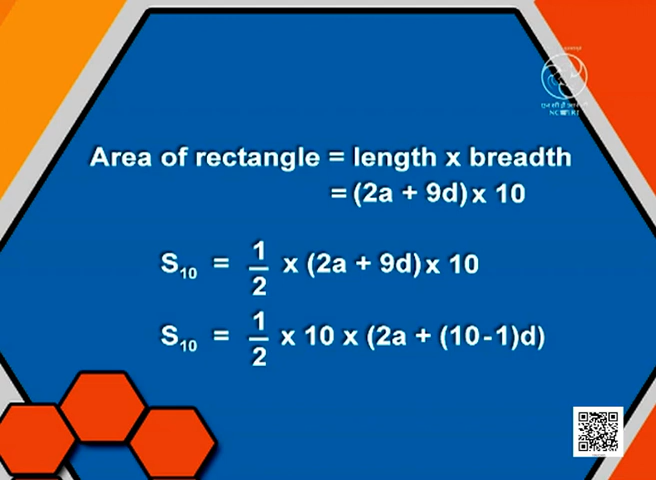 Area of rectangle = length x breadth
= (2a + 9d) x 10
S₁₀ = 1/2 x (2a + 9d) x 10
S₁₀ = 1/2 x 10 x (2a + (10-1)d)